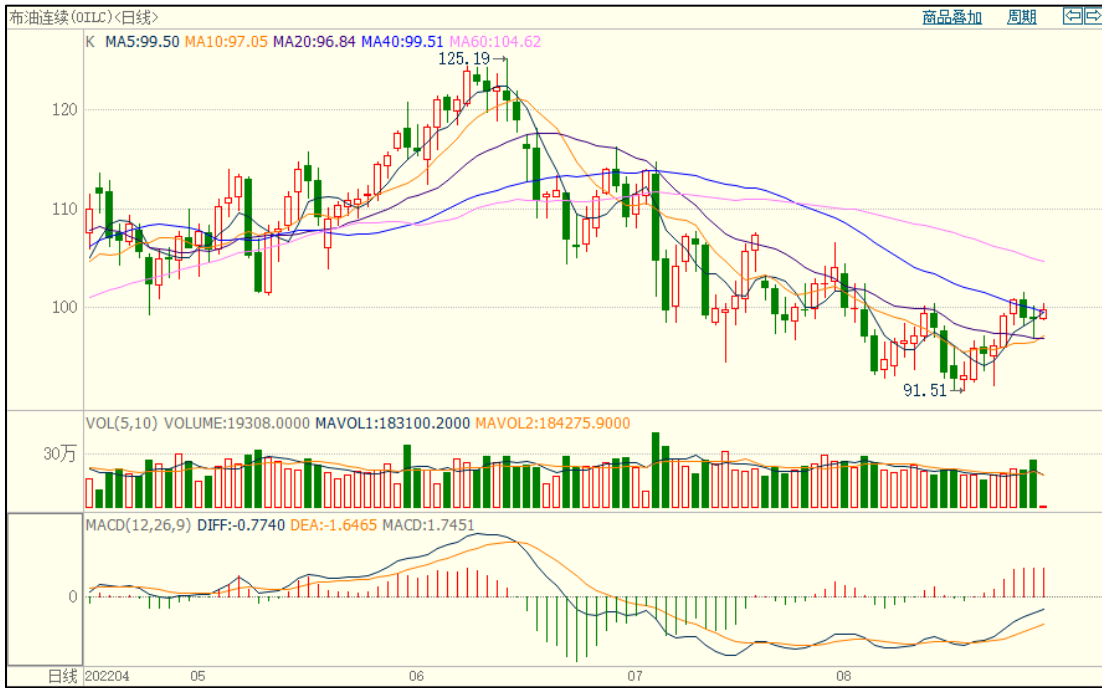 布油连续(OILC)<日线> 商品叠加 周期
K MA5:99.50 MA10:97.05 MA20:96.84 MA40:99.51 MA60:104.62
125.19
120
110
100
91.51
VOL(5,10) VOLUME:19308.0000 MAVOL1:183100.2000 MAVOL2:184275.9000
30万
MACD(12,26,9) DIFF:-0.7740 DEA:-1.6465 MACD:1.7451
0
日线 202204 05 06 07 08